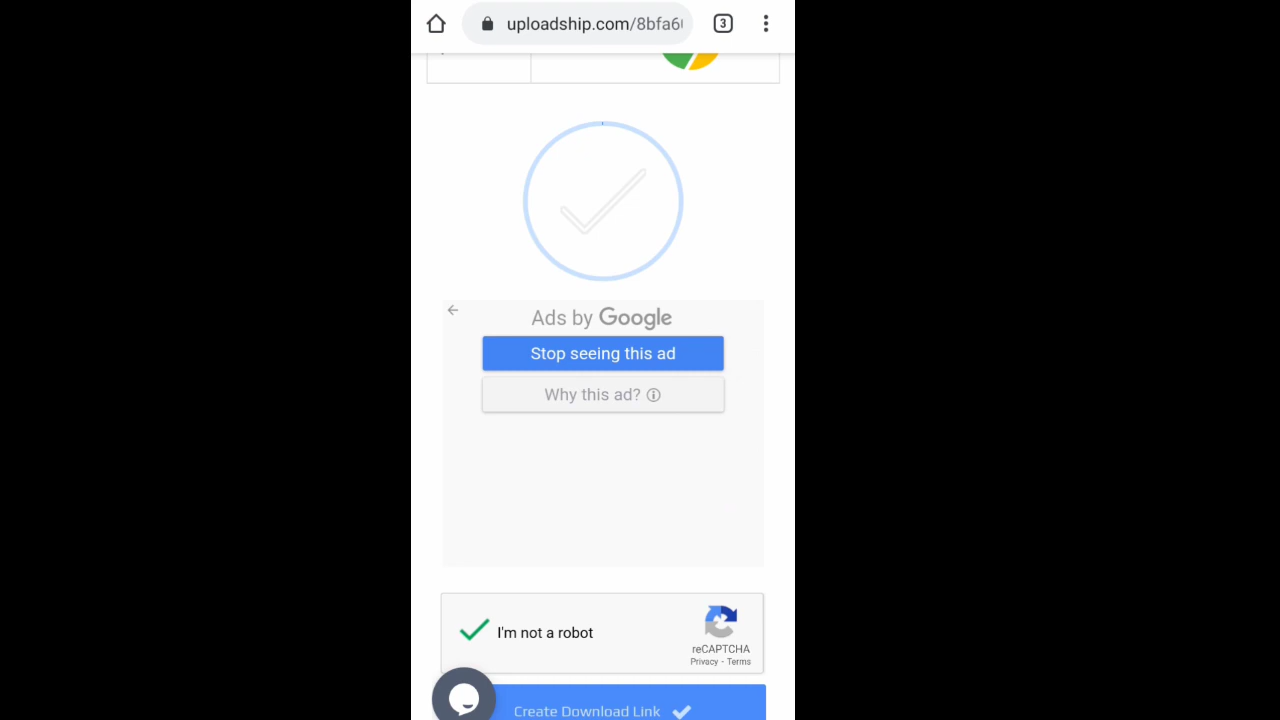 uploadship.com/8bfa6
3
Ads by Google
Stop seeing this ad
Why this ad?
I'm not a robot
reCAPTCHA
Privacy - Terms
Create Download Link